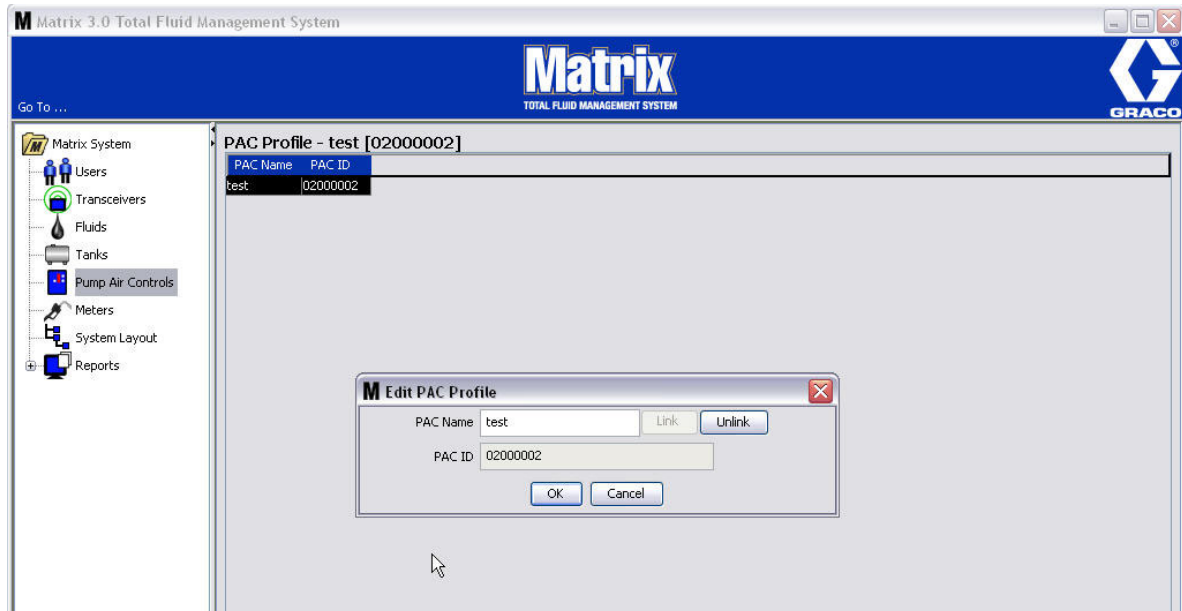 M Matrix 3.0 Total Fluid Management System
Matrix
TOTAL FLUID MANAGEMENT SYSTEM
®
Go To ...
GRACO
M Matrix System
Users
Transceivers
Fluids
Tanks
Pump Air Controls
Meters
System Layout
Reports
PAC Profile - test [02000002]
PAC Name PAC ID
test 02000002
M Edit PAC Profile
PAC Name test Link Unlink
PAC ID 02000002
OK Cancel